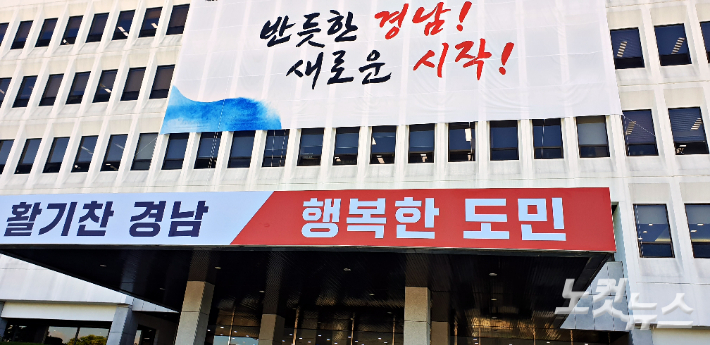 반듯한 경남!
새로운 시작!
활기찬 경남 행복한 도민
노컷뉴스